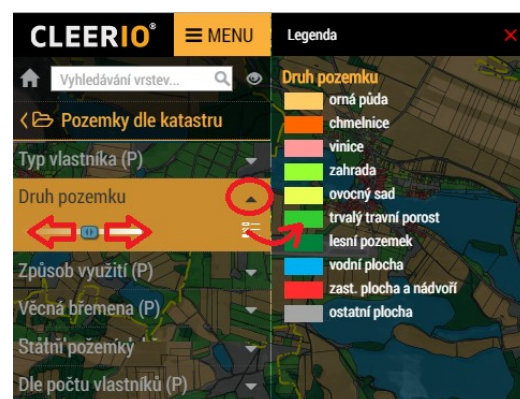 CLEERIO®
MENU
Vyhledávání vrstev...
Pozemky dle katastru
Typ vlastníka (P)
Druh pozemku
Způsob využití (P)
Věcná břemena (P)
Státní pozemky
Dle počtu vlastníků (P)
Legenda
Druh pozemku
orná půda
chmelnice
vinice
zahrada
ovocný sad
trvalý travní porost
lesní pozemek
vodní plocha
zast. plocha a nádvoří
ostatní plocha